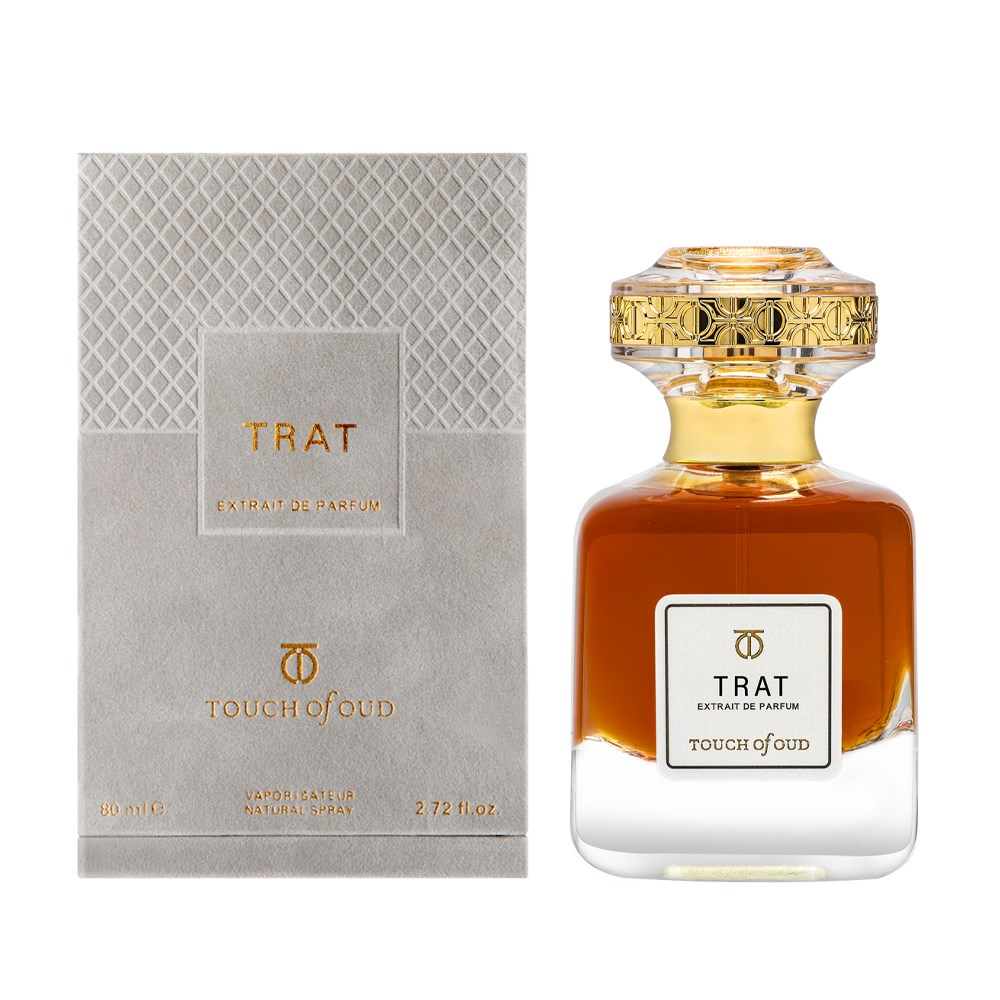 TRAT
EXTRAIT DE PARFUM
TOUCH of OUD
80 ml ℮
VAPORISATEUR
NATURAL SPRAY
2.72 fl.oz.
TRAT
EXTRAIT DE PARFUM
TOUCH of OUD